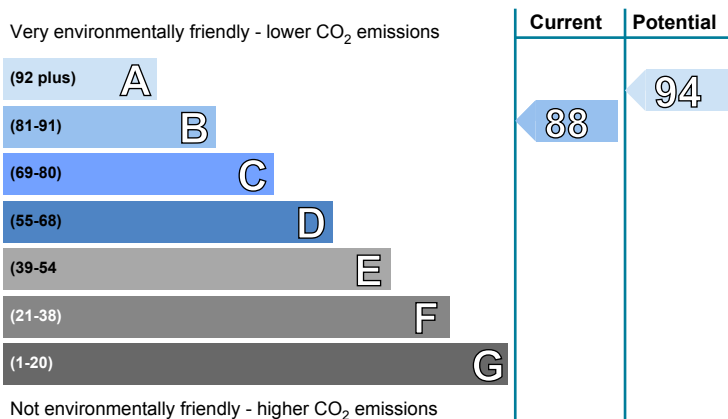 Very environmentally friendly - lower CO₂ emissions
Current
Potential
(92 plus) A
94
(81-91) B
88
(69-80) C
(55-68) D
(39-54 E
(21-38) F
(1-20) G
Not environmentally friendly - higher CO₂ emissions